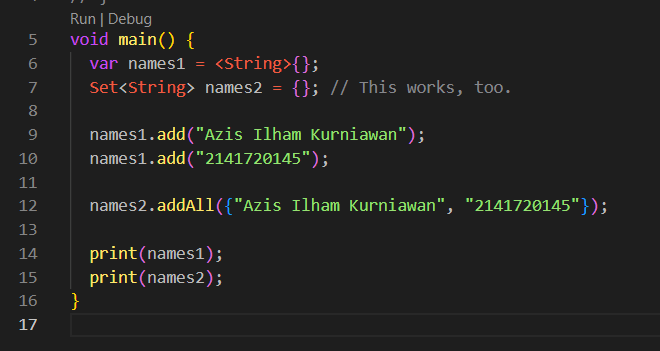 Run | Debug
5 void main() {
6 var names1 = <String>{};
7 Set<String> names2 = {}; // This works, too.
8
9 names1.add("Azis Ilham Kurniawan");
10 names1.add("2141720145");
11
12 names2.addAll({"Azis Ilham Kurniawan", "2141720145"});
13
14 print(names1);
15 print(names2);
16 }
17